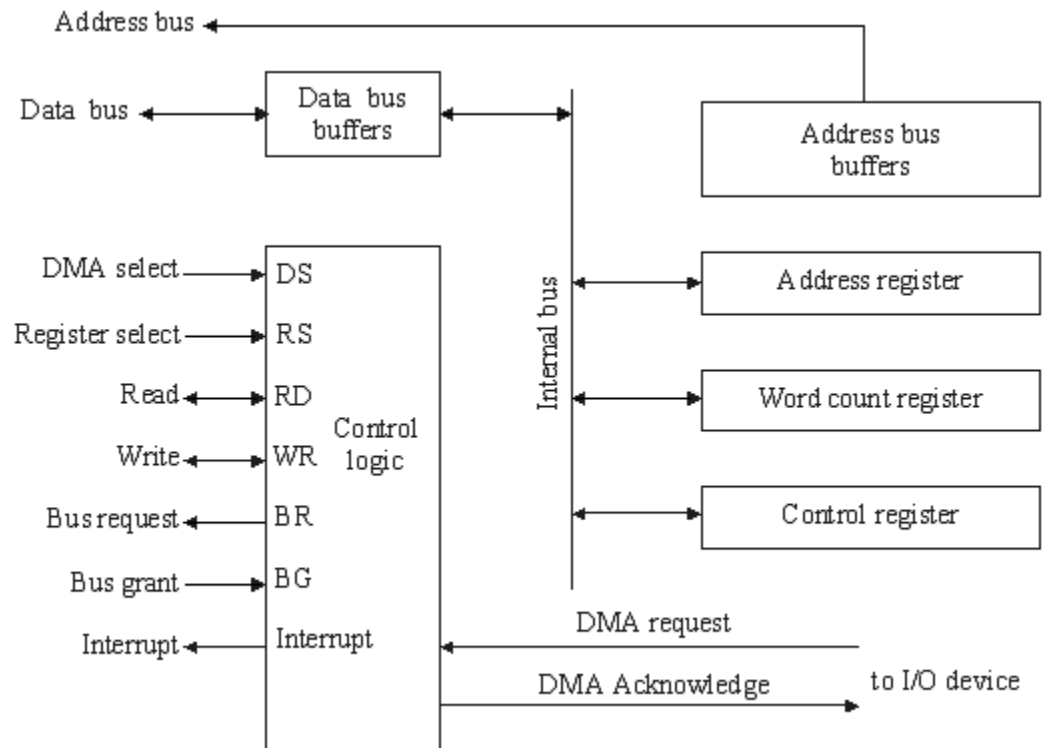 Address bus
Data bus
Data bus
buffers
Address bus
buffers
DMA select
DS
Address register
Register select
RS
Internal bus
Read
RD
Word count register
Control
logic
Write
WR
Bus request
BR
Control register
Bus grant
BG
DMA request
Interrupt
Interrupt
DMA Acknowledge
to I/O device